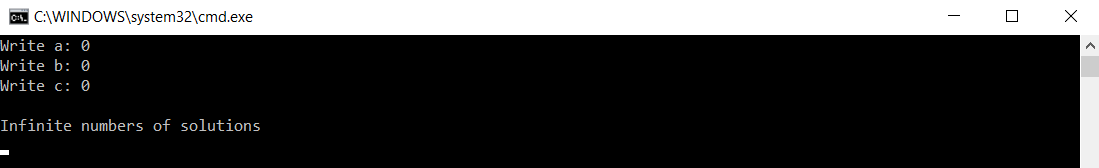 C:\WINDOWS\system32\cmd.exe
Write a: 0
Write b: 0
Write c: 0
Infinite numbers of solutions